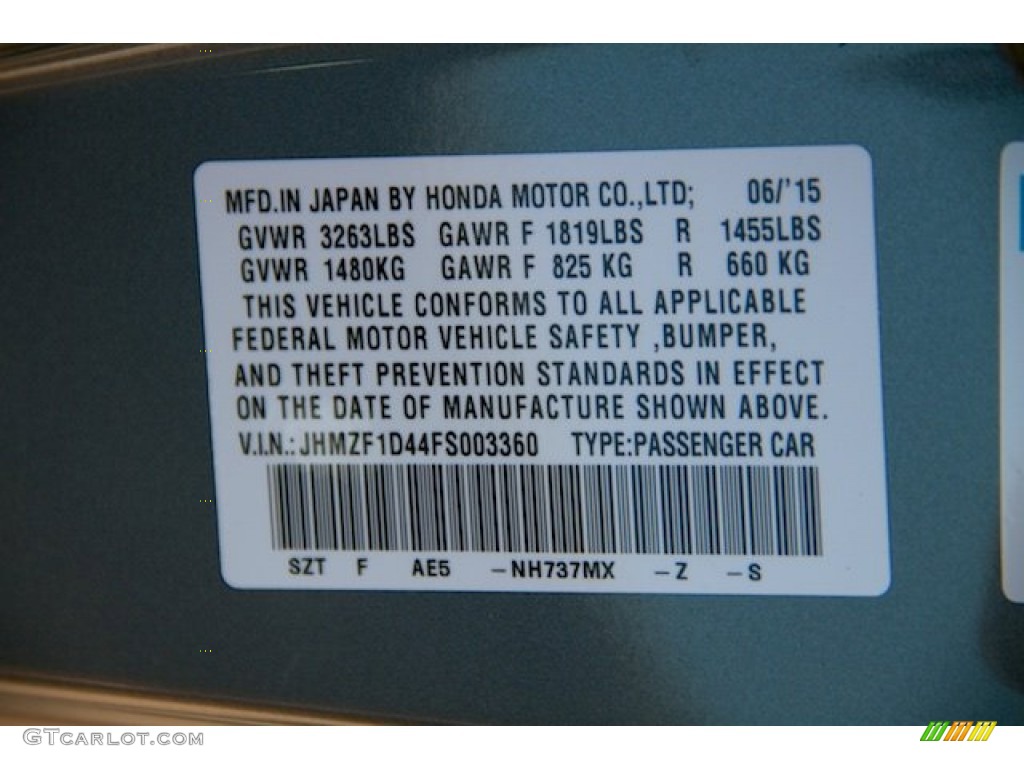 MFD.IN JAPAN BY HONDA MOTOR CO.,LTD; 06/'15
GVWR 3263LBS GAWR F 1819LBS R 1455LBS
GVWR 1480KG GAWR F 825 KG R 660 KG
THIS VEHICLE CONFORMS TO ALL APPLICABLE
FEDERAL MOTOR VEHICLE SAFETY ,BUMPER,
AND THEFT PREVENTION STANDARDS IN EFFECT
ON THE DATE OF MANUFACTURE SHOWN ABOVE.
V.I.N.:JHMZF1D44FS003360 TYPE:PASSENGER CAR
SZT F AE5 -NH737MX -Z -S
GTCARLOT.COM